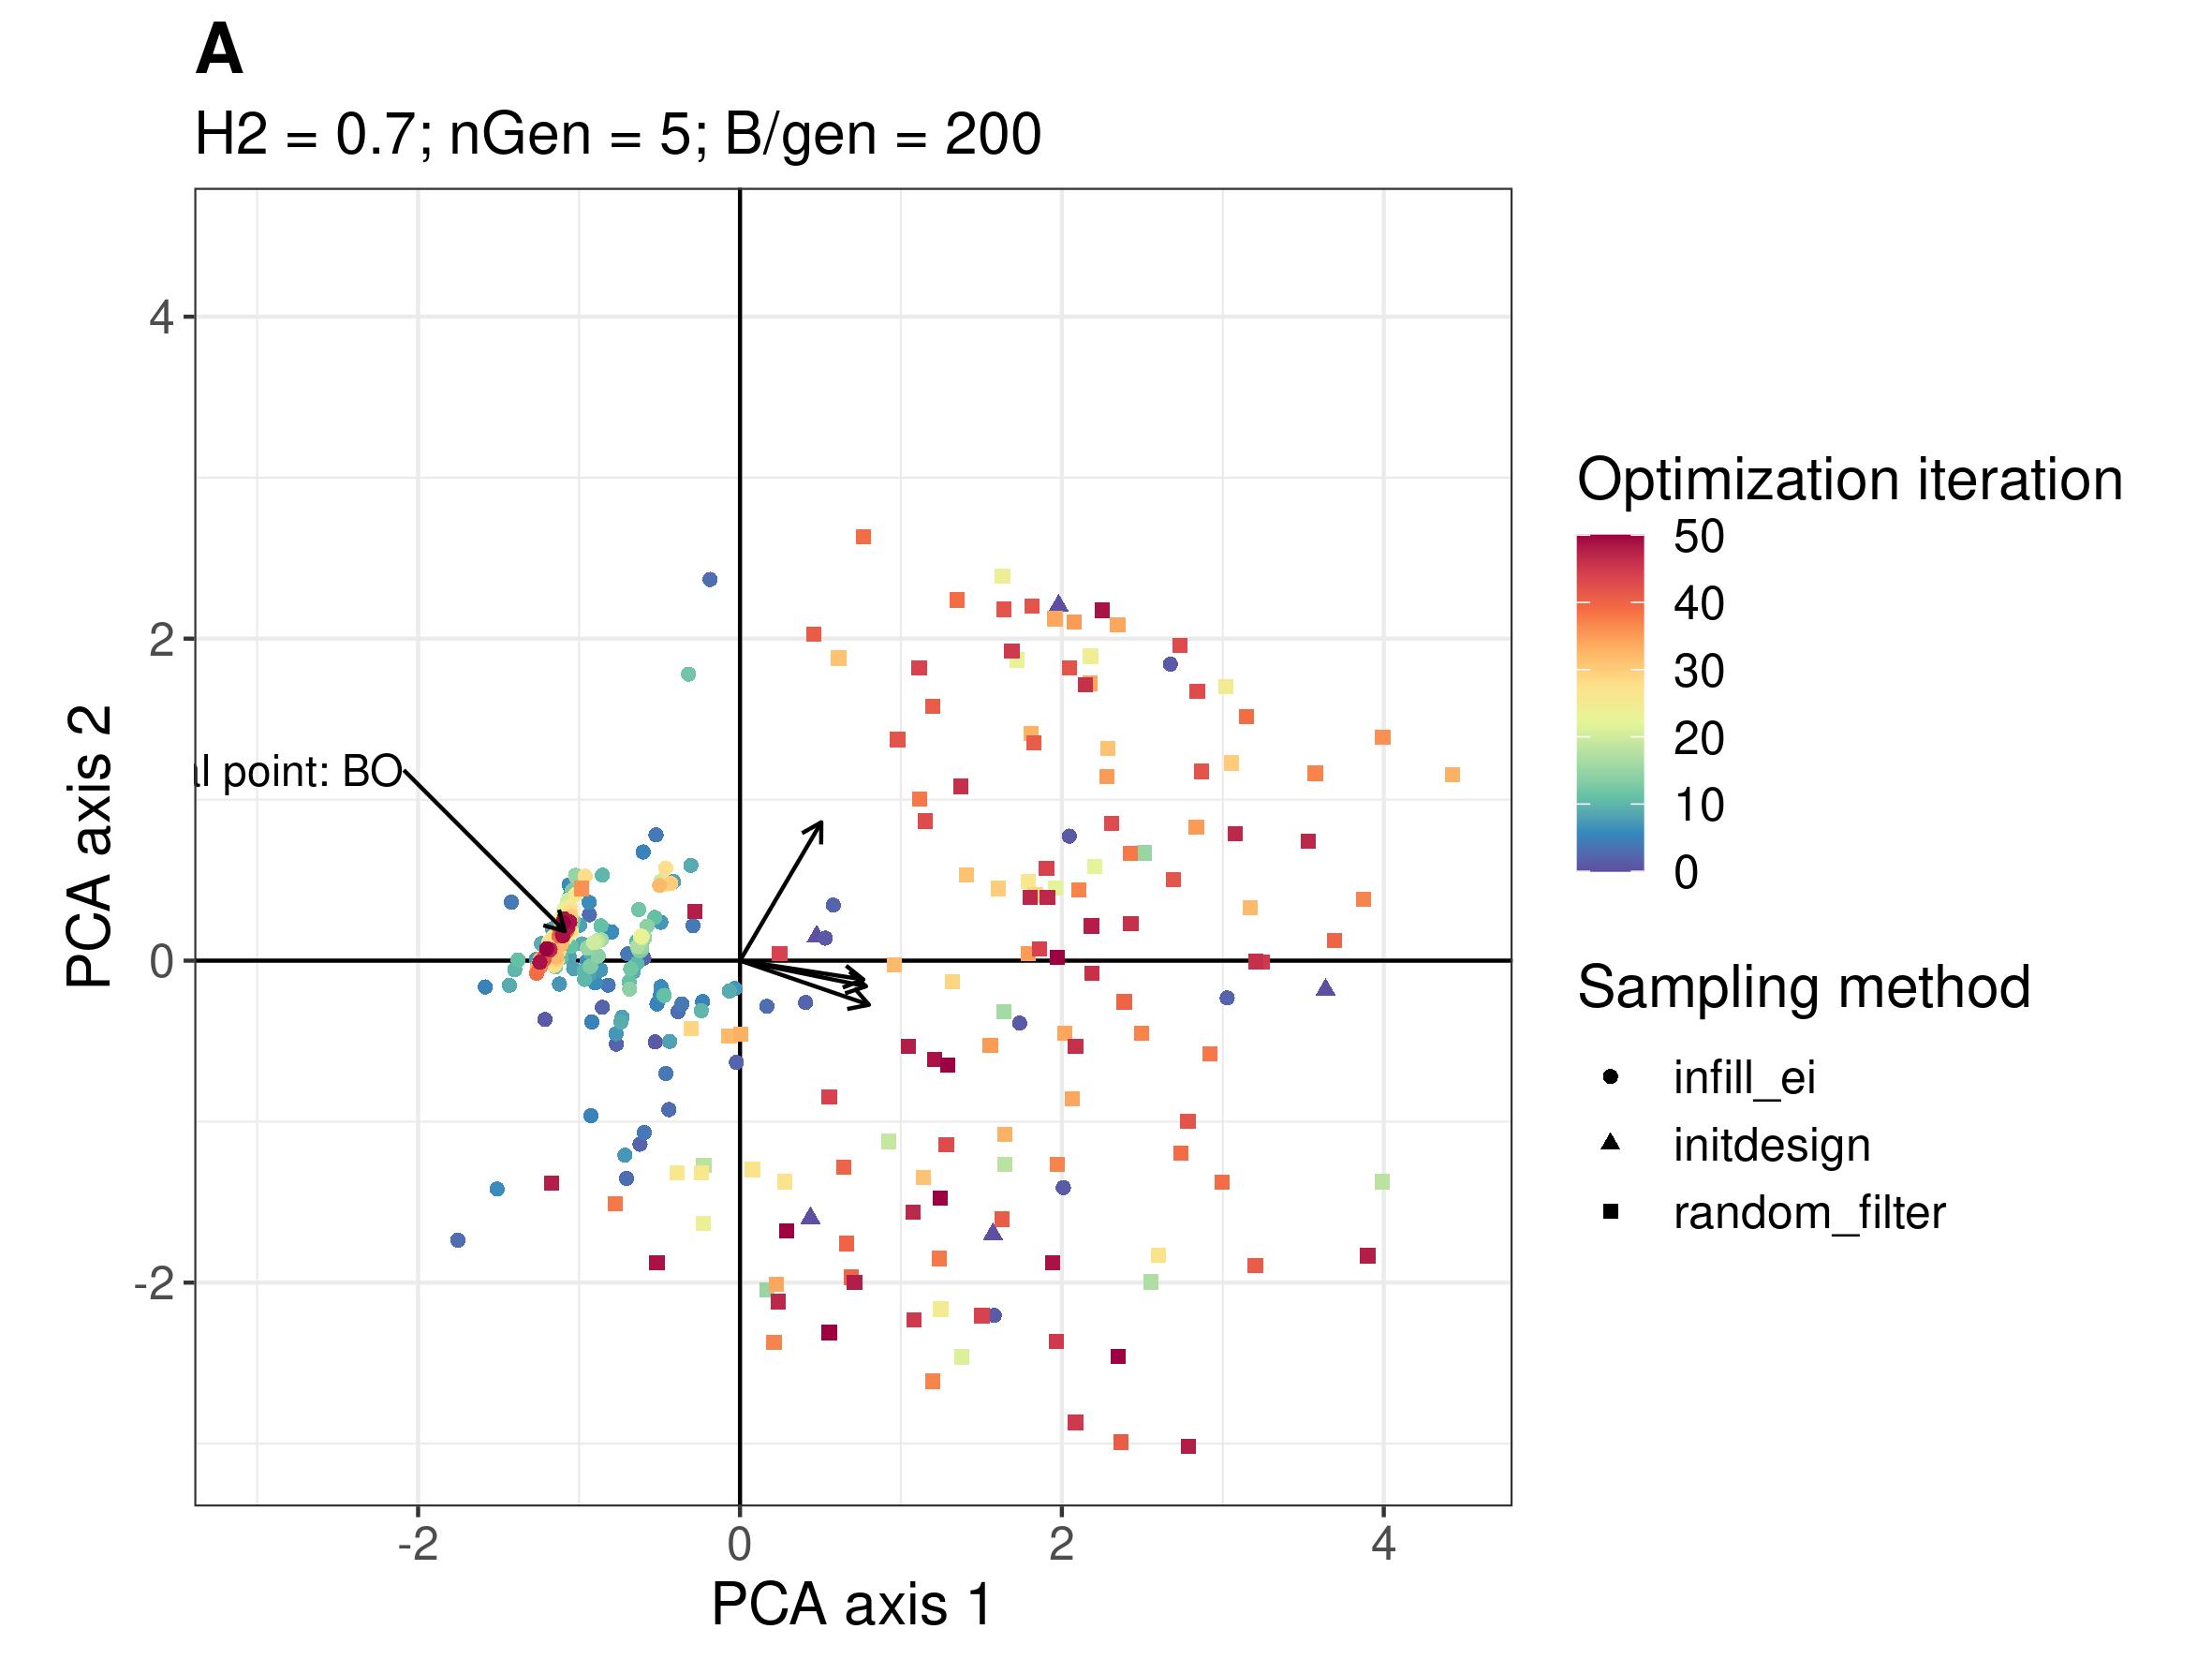 A
H2 = 0.7; nGen = 5; B/gen = 200
4
2
0
-2
PCA axis 2
point: BO
-2
0
2
4
PCA axis 1
Optimization iteration
50
40
30
20
10
0
Sampling method
infill_ei
initdesign
random_filter